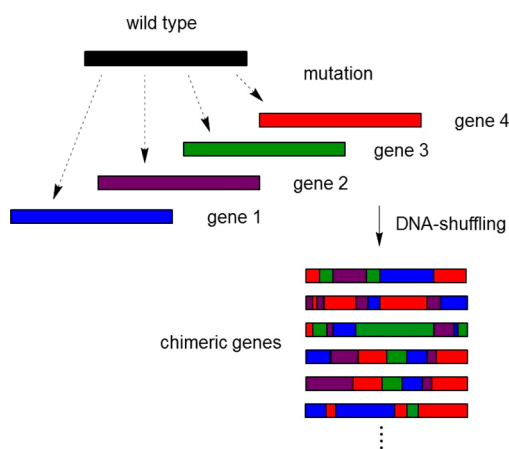 wild type
mutation
gene 4
gene 3
gene 2
gene 1
DNA-shuffling
chimeric genes